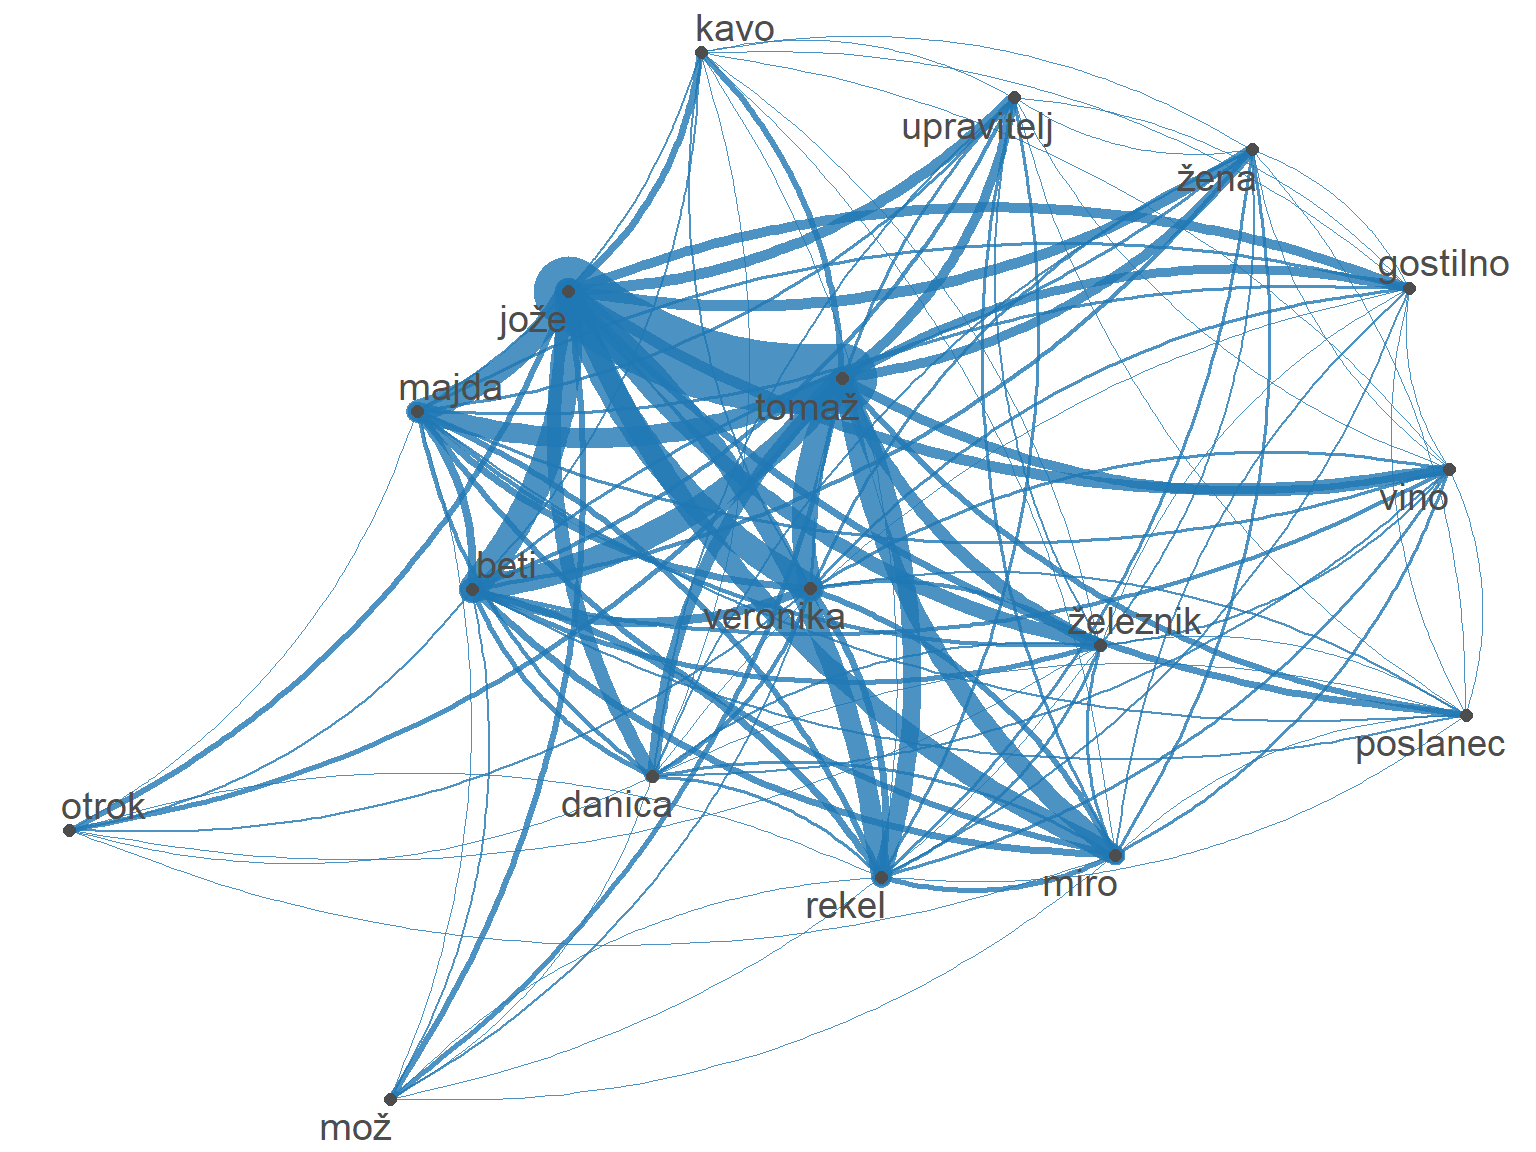 kavo
upravitelj
žena
gostilno
jože
majda
tomaž
vino
beti
veronika
železnik
poslanec
otrok
danica
miro
rekel
mož